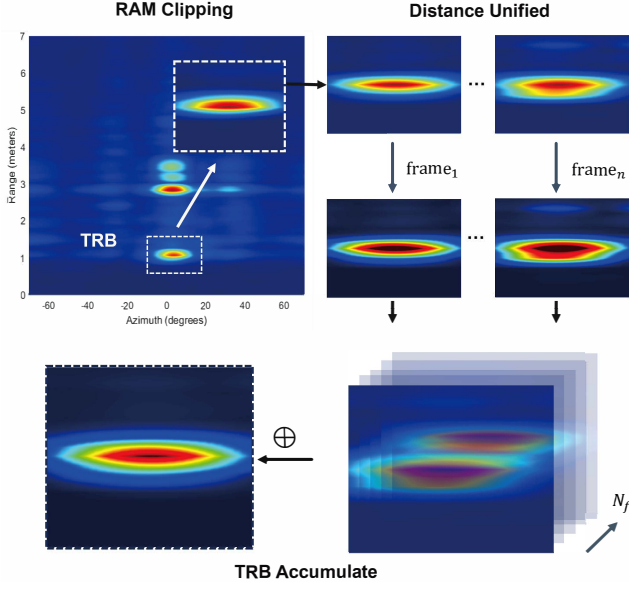 RAM Clipping
Distance Unified
7
6
5
4
3
2
1
0
Range (meters)
TRB
-60
-40
-20
0
20
40
60
Azimuth (degrees)
...
frame1
framen
...
⊕
Nf
TRB Accumulate